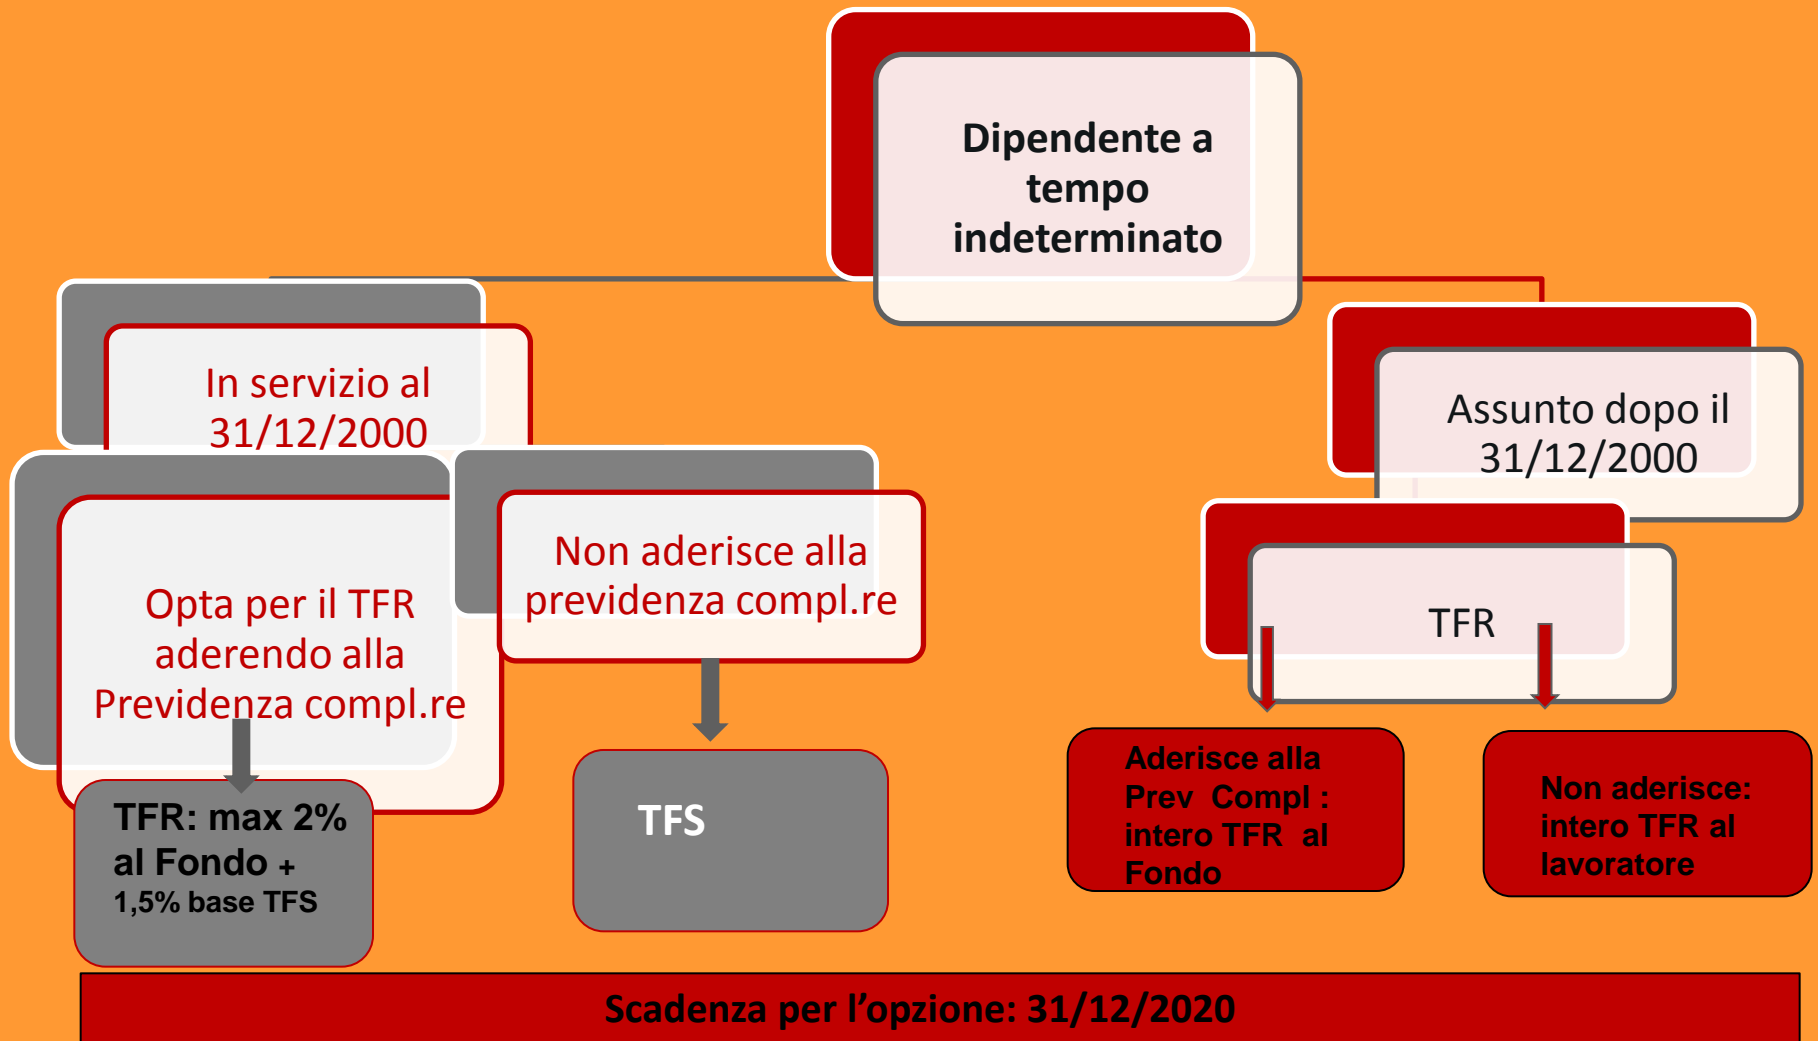 Dipendente a
tempo
indeterminato
In servizio al
31/12/2000
Assunto dopo il
31/12/2000
Opta per il TFR
aderendo alla
Previdenza compl.re
Non aderisce alla
previdenza compl.re
TFR
TFR: max 2%
al Fondo +
1,5% base TFS
TFS
Aderisce alla
Prev Compl :
intero TFR al
Fondo
Non aderisce:
intero TFR al
lavoratore
Scadenza per l’opzione: 31/12/2020